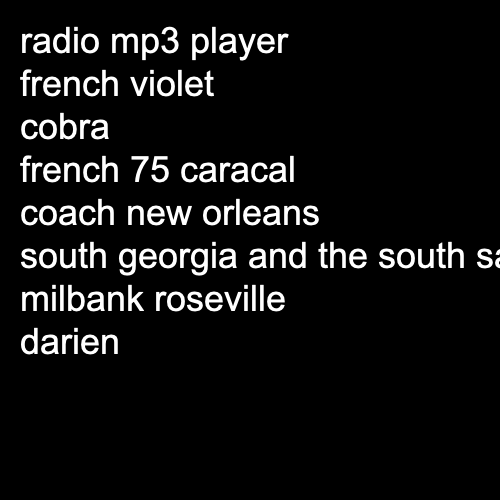 radio mp3 player
french violet
cobra
french 75 caracal
coach new orleans
south georgia and the south
milbank roseville
darien